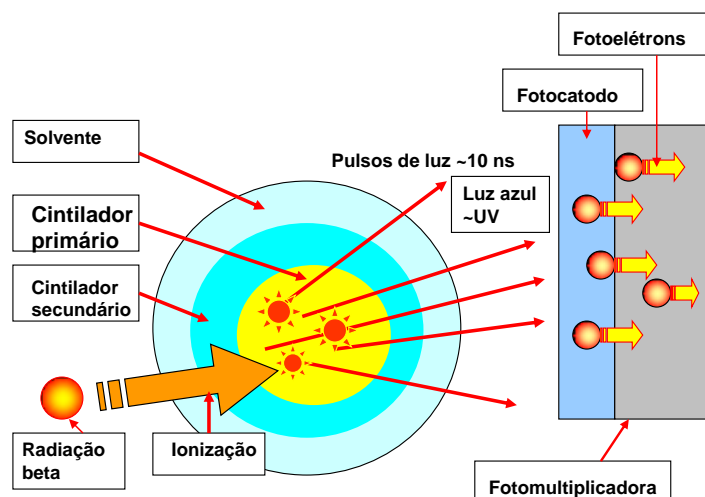 Fotoelétrons
Fotocatodo
Solvente
Pulsos de luz ~10 ns
Luz azul
~UV
Cintilador
primário
Cintilador
secundário
Radiação
beta
Ionização
Fotomultiplicadora